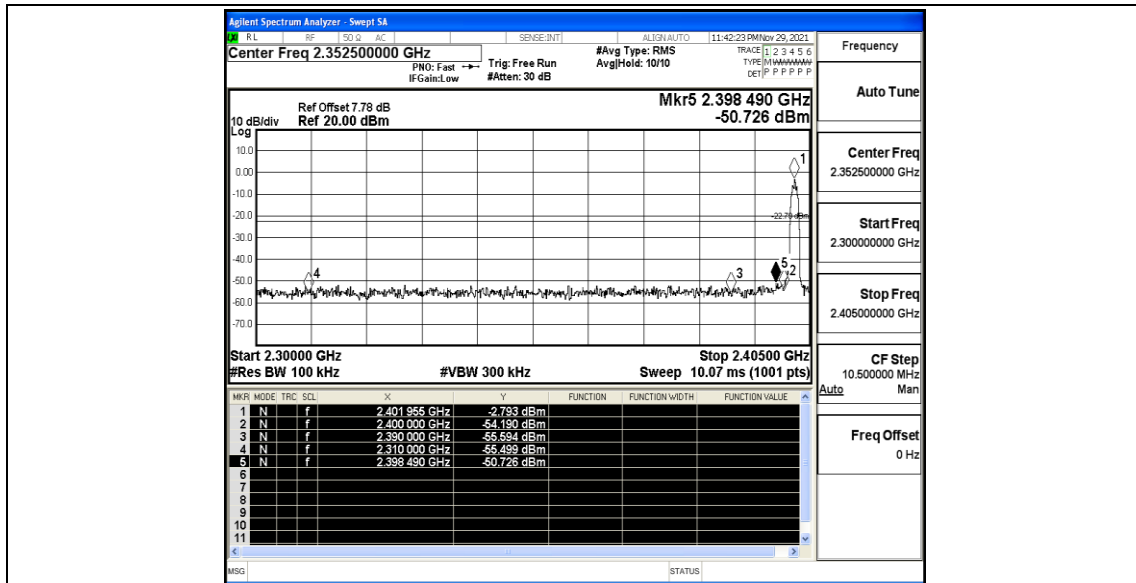 Agilent Spectrum Analyzer - Swept SA
LXI RL RF 50 Ω AC SENSE:INT ALIGNAUTO 11:42:23 PMNov 29, 2021
Center Freq 2.352500000 GHz
PNO: Fast
IFGain:Low
Trig: Free Run
#Atten: 30 dB
#Avg Type: RMS
Avg|Hold: 10/10
TRACE 1 2 3 4 5 6
TYPE MWWWWW
DET P P P P P P
Mkr5 2.398 490 GHz
-50.726 dBm
Ref Offset 7.78 dB
10 dB/div Ref 20.00 dBm
Log
10.0
0.00
-10.0
-20.0
-30.0
-40.0
-50.0
-60.0
-70.0
1
-22.79 dBm
4
3
5
2
Start 2.30000 GHz Stop 2.40500 GHz
#Res BW 100 kHz #VBW 300 kHz Sweep 10.07 ms (1001 pts)
MKR MODE TRC SCL X Y FUNCTION FUNCTION WIDTH FUNCTION VALUE
1 N f 2.401 955 GHz -2.793 dBm
2 N f 2.400 000 GHz -54.190 dBm
3 N f 2.390 000 GHz -55.594 dBm
4 N f 2.310 000 GHz -55.499 dBm
5 N f 2.398 490 GHz -50.726 dBm
6
7
8
9
10
11
MSG STATUS
Frequency
Auto Tune
Center Freq
2.352500000 GHz
Start Freq
2.300000000 GHz
Stop Freq
2.405000000 GHz
CF Step
10.500000 MHz
Auto Man
Freq Offset
0 Hz